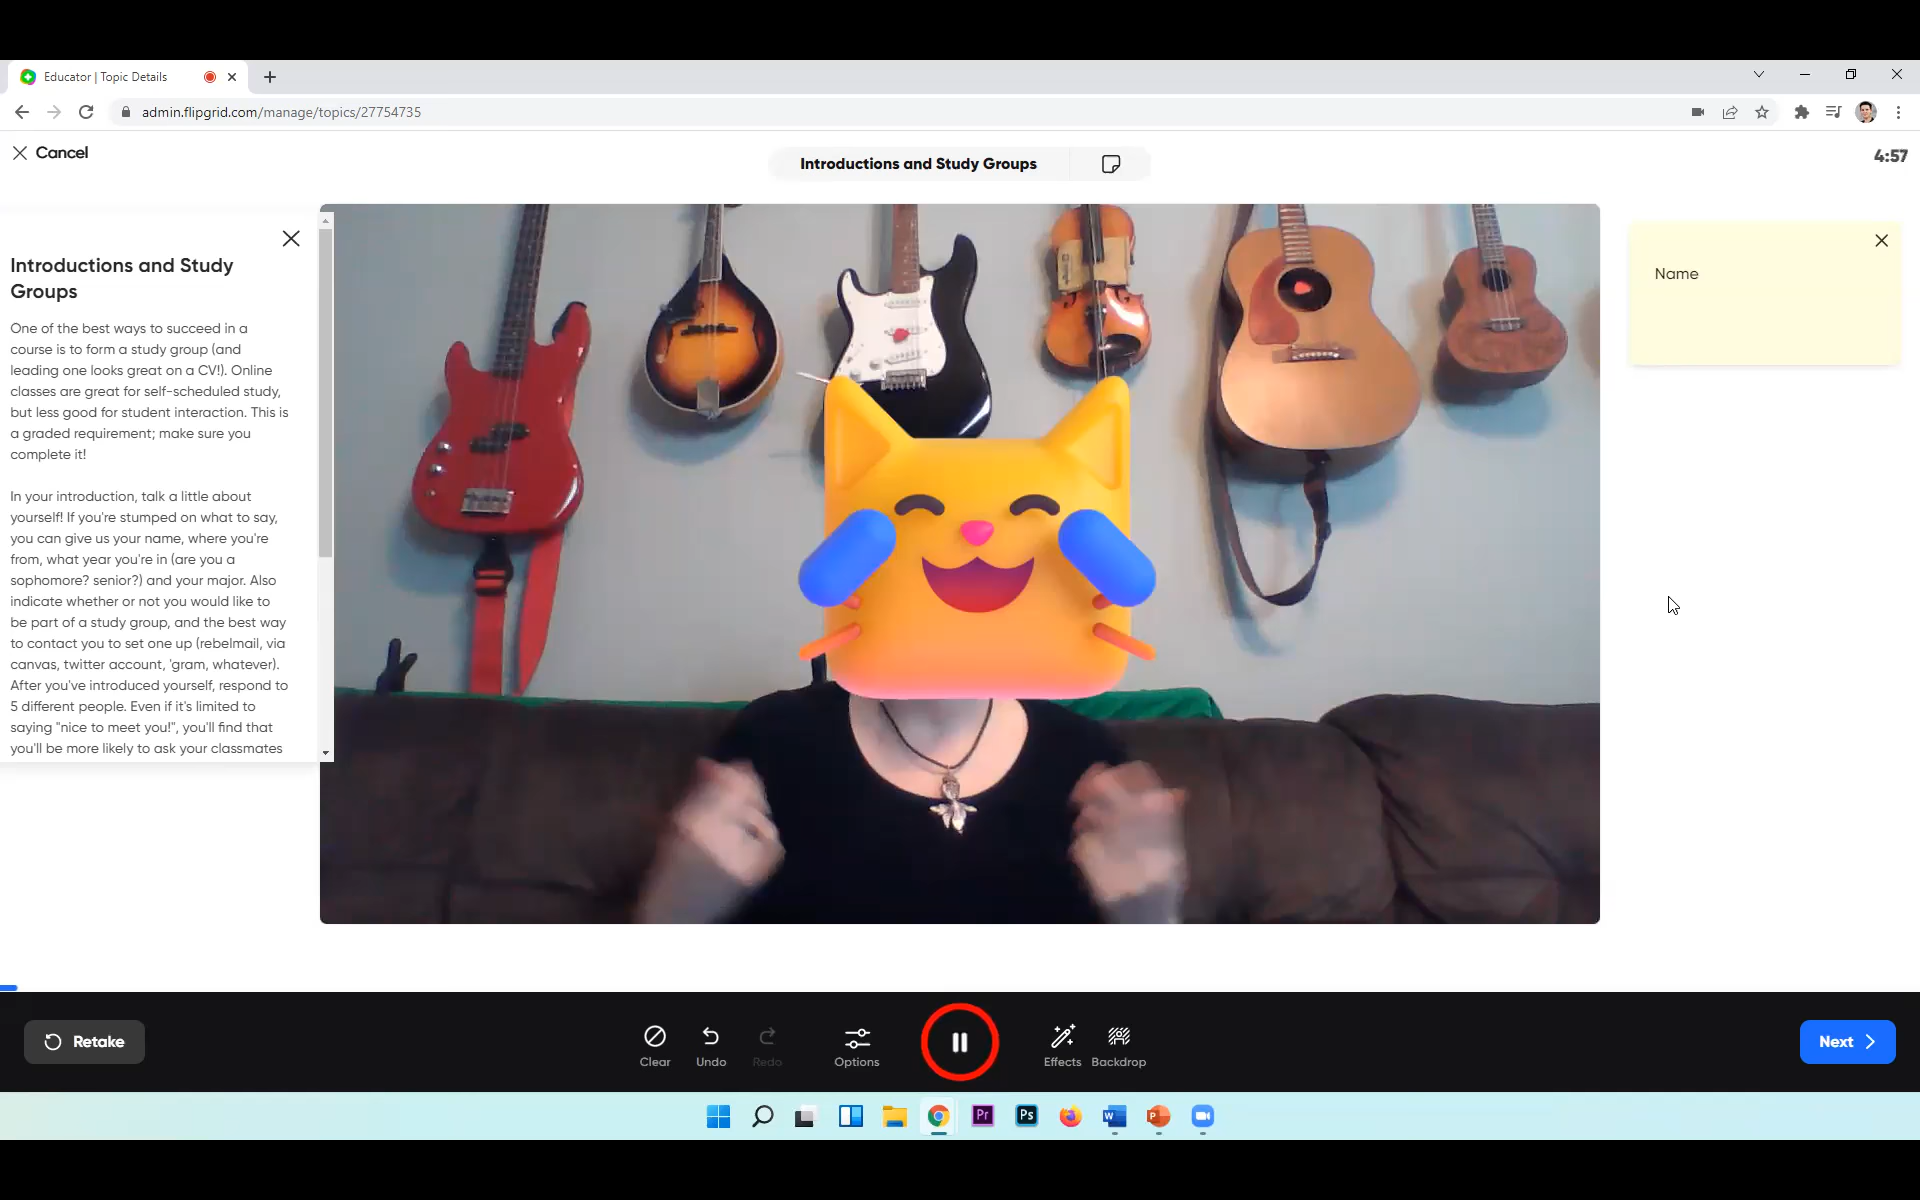 Educator | Topic Details
admin.flipgrid.com/manage/topics/27754735
Cancel
Introductions and Study Groups
4:57
Introductions and Study
Groups
One of the best ways to succeed in a
course is to form a study group (and
leading one looks great on a CV!). Online
classes are great for self-scheduled study,
but less good for student interaction. This is
a graded requirement; make sure you
complete it!
In your introduction, talk a little about
yourself! If you're stumped on what to say,
you can give us your name, where you're
from, what year you're in (are you a
sophomore? senior?) and your major. Also
indicate whether or not you would like to
be part of a study group, and the best way
to contact you to set one up (rebelmail, via
canvas, twitter account, 'gram, whatever).
After you've introduced yourself, respond to
5 different people. Even if it's limited to
saying "nice to meet you!", you'll find that
you'll be more likely to ask your classmates
Name
Retake
Clear
Undo
Redo
Options
Effects
Backdrop
Next
Pr
Ps
W
P